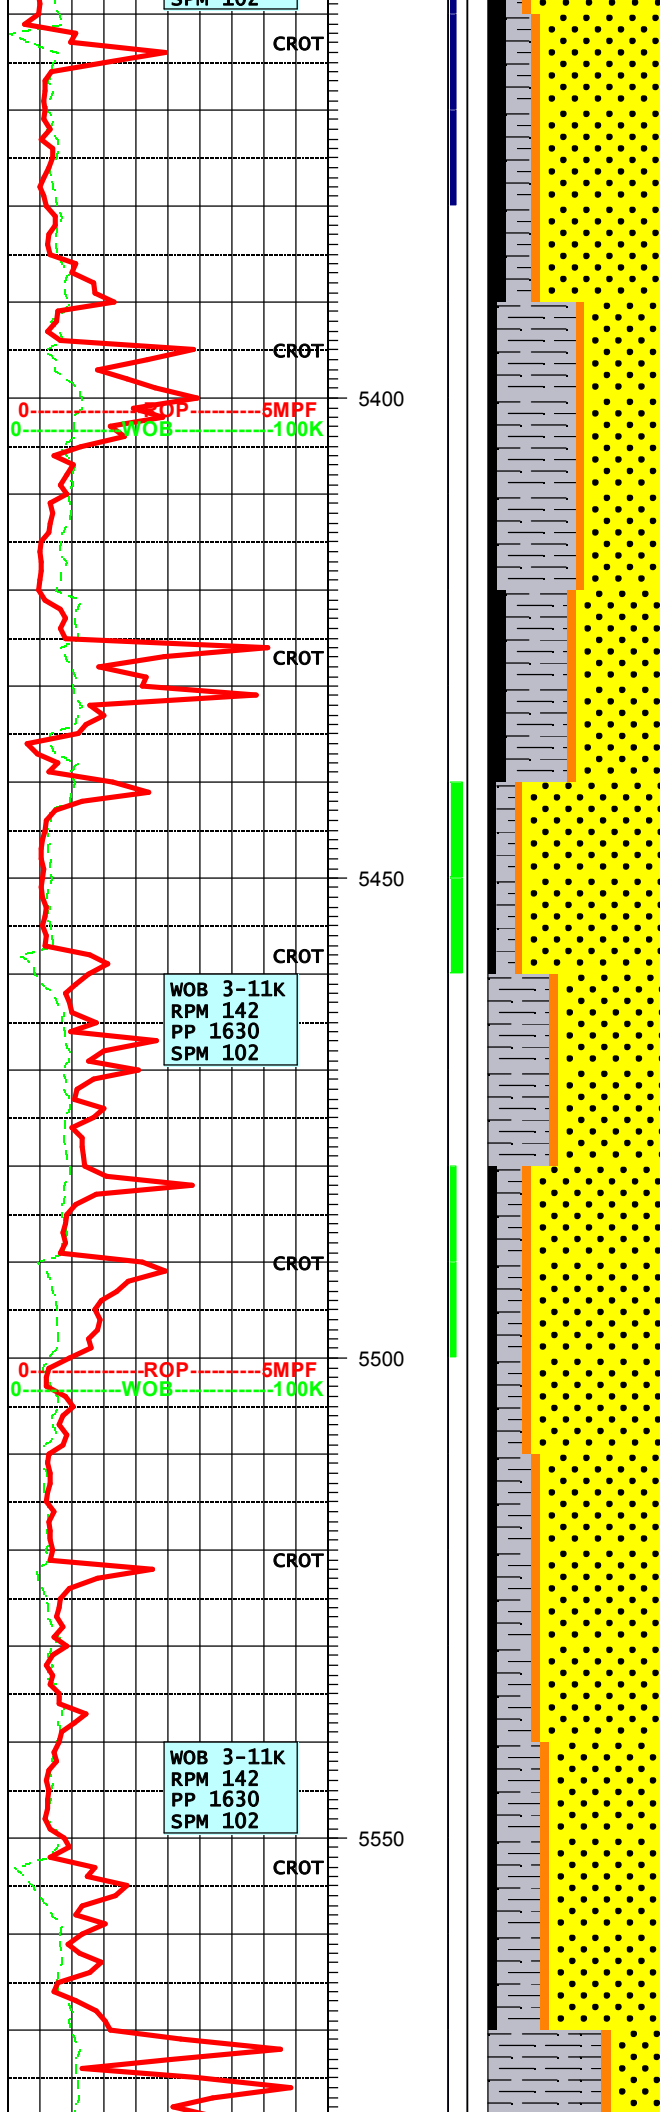 SPM 102
CROT
CROT
5400
0---ROP---5MPF
0---WOB---100K
CROT
5450
CROT
WOB 3-11K
RPM 142
PP 1630
SPM 102
CROT
5500
0---ROP---5MPF
0---WOB---100K
CROT
WOB 3-11K
RPM 142
PP 1630
SPM 102
5550
CROT